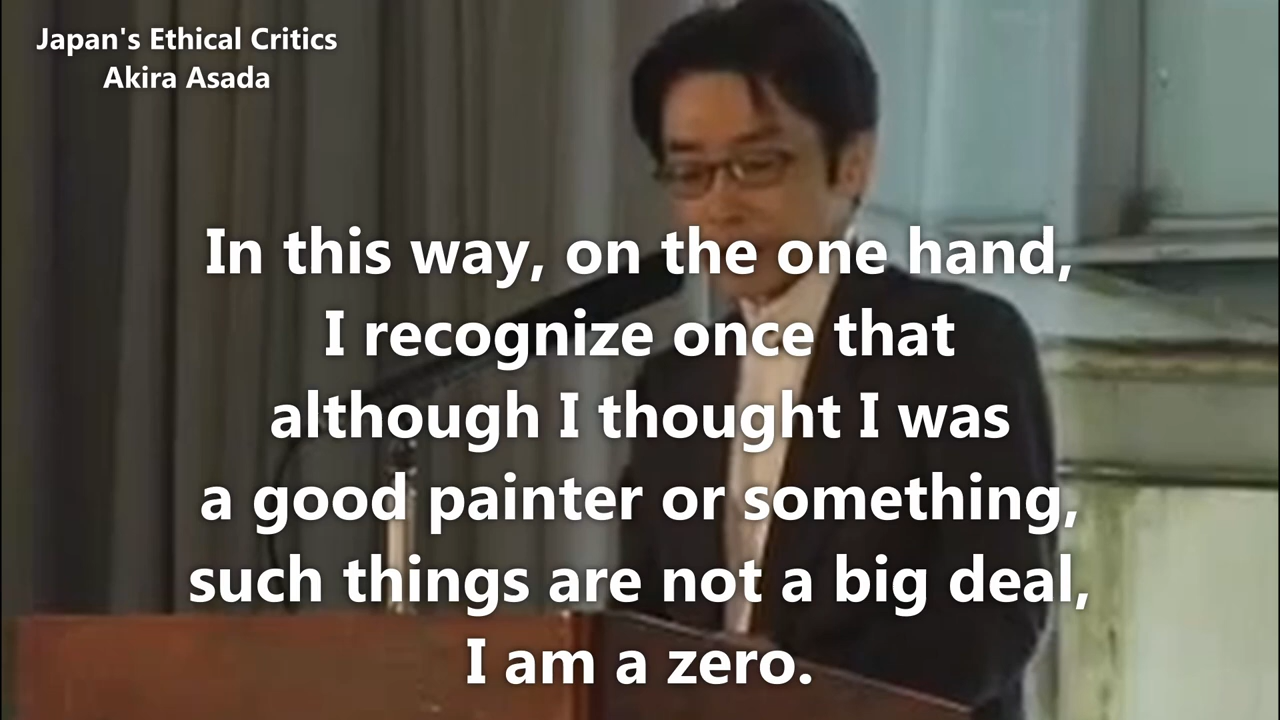 Japan's Ethical Critics
Akira Asada
In this way, on the one hand,
I recognize once that
although I thought I was
a good painter or something,
such things are not a big deal,
I am a zero.